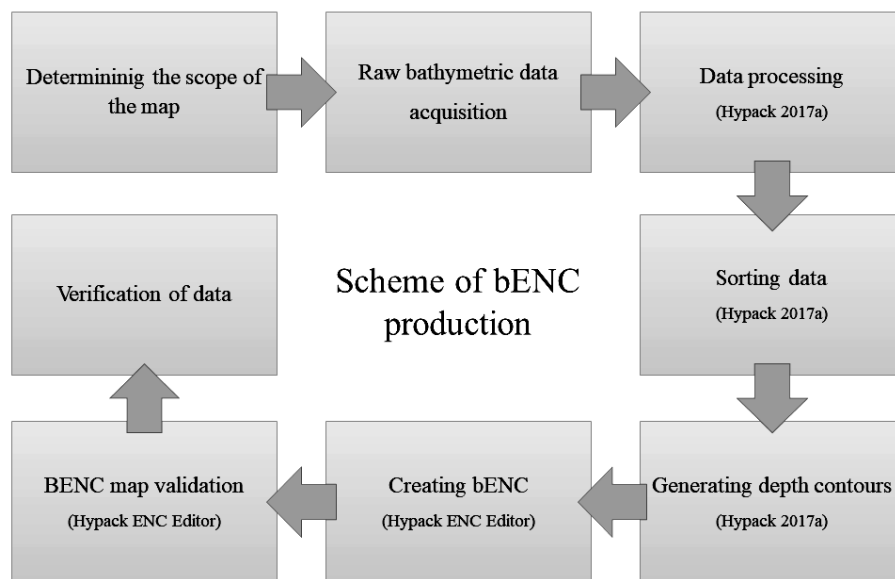 Determininig the scope of
the map
Raw bathymetric data
acquisition
Data processing
(Hypack 2017a)
Sorting data
(Hypack 2017a)
Generating depth contours
(Hypack 2017a)
Creating bENC
(Hypack ENC Editor)
BENC map validation
(Hypack ENC Editor)
Verification of data
Scheme of bENC
production